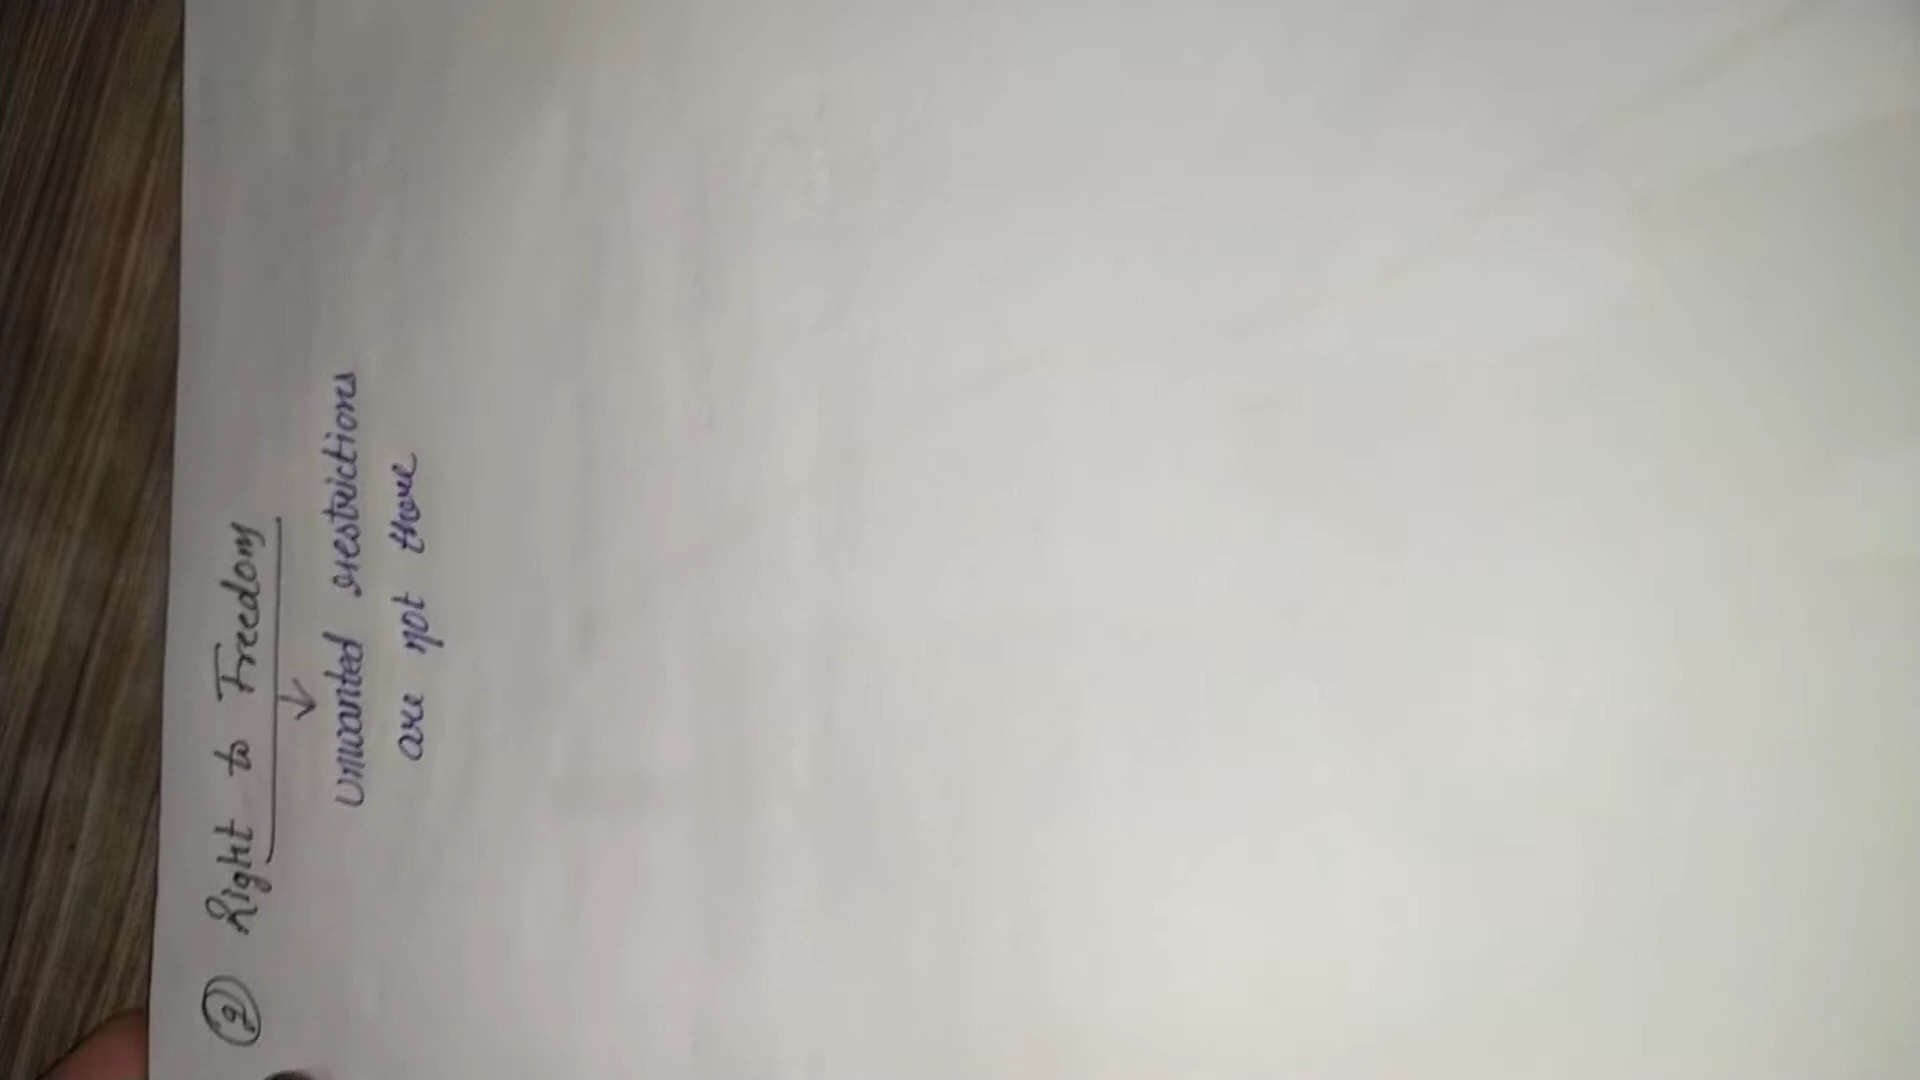 ② Right to Freedom
↓
Unwanted restrictions
are not there